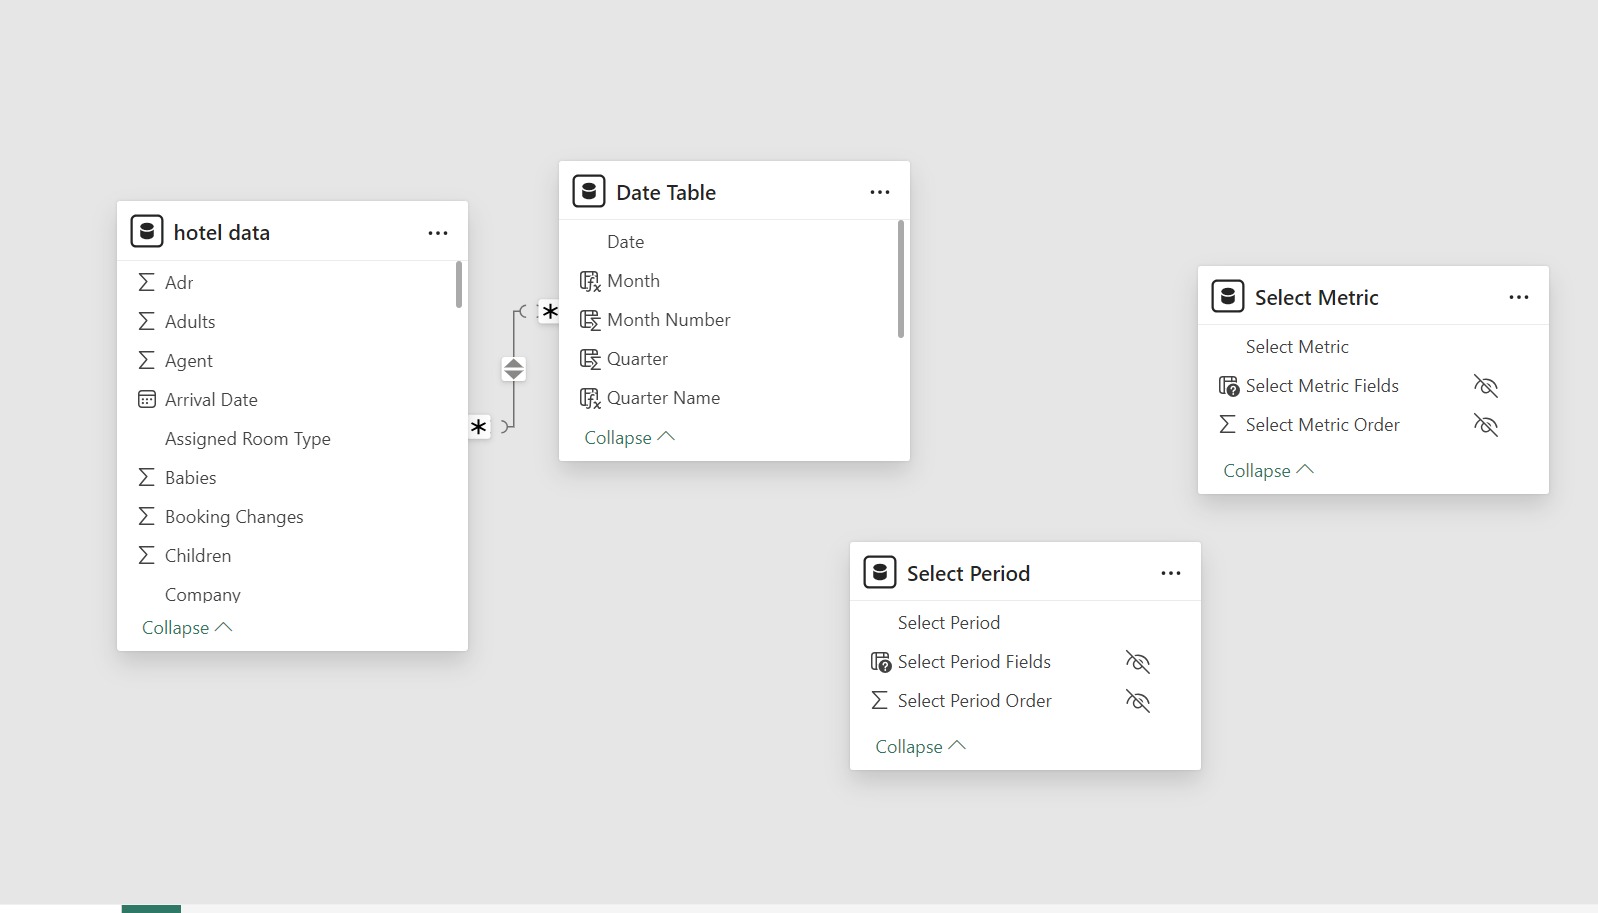 hotel data
Adr
Adults
Agent
Arrival Date
Assigned Room Type
Babies
Booking Changes
Children
Company
Collapse
Date Table
Date
Month
Month Number
Quarter
Quarter Name
Collapse
Select Metric
Select Metric
Select Metric Fields
Select Metric Order
Collapse
Select Period
Select Period
Select Period Fields
Select Period Order
Collapse